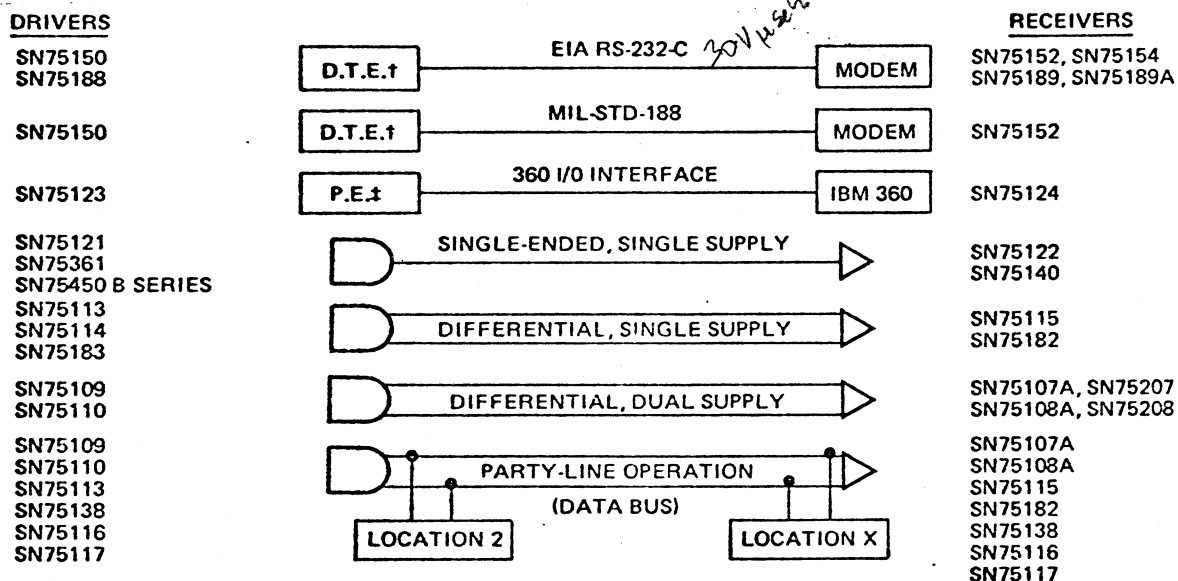 DRIVERS
RECEIVERS
SN75150
SN75188
D.T.E.†
EIA RS-232-C
30V μsec
MODEM
SN75152, SN75154
SN75189, SN75189A
SN75150
D.T.E.†
MIL-STD-188
MODEM
SN75152
SN75123
P.E.‡
360 I/0 INTERFACE
IBM 360
SN75124
SN75121
SN75361
SN75450 B SERIES
SINGLE-ENDED, SINGLE SUPPLY
SN75122
SN75140
SN75113
SN75114
SN75183
DIFFERENTIAL, SINGLE SUPPLY
SN75115
SN75182
SN75109
SN75110
DIFFERENTIAL, DUAL SUPPLY
SN75107A, SN75207
SN75108A, SN75208
SN75109
SN75110
SN75113
SN75138
SN75116
SN75117
PARTY-LINE OPERATION
(DATA BUS)
LOCATION 2
LOCATION X
SN75107A
SN75108A
SN75115
SN75182
SN75138
SN75116
SN75117